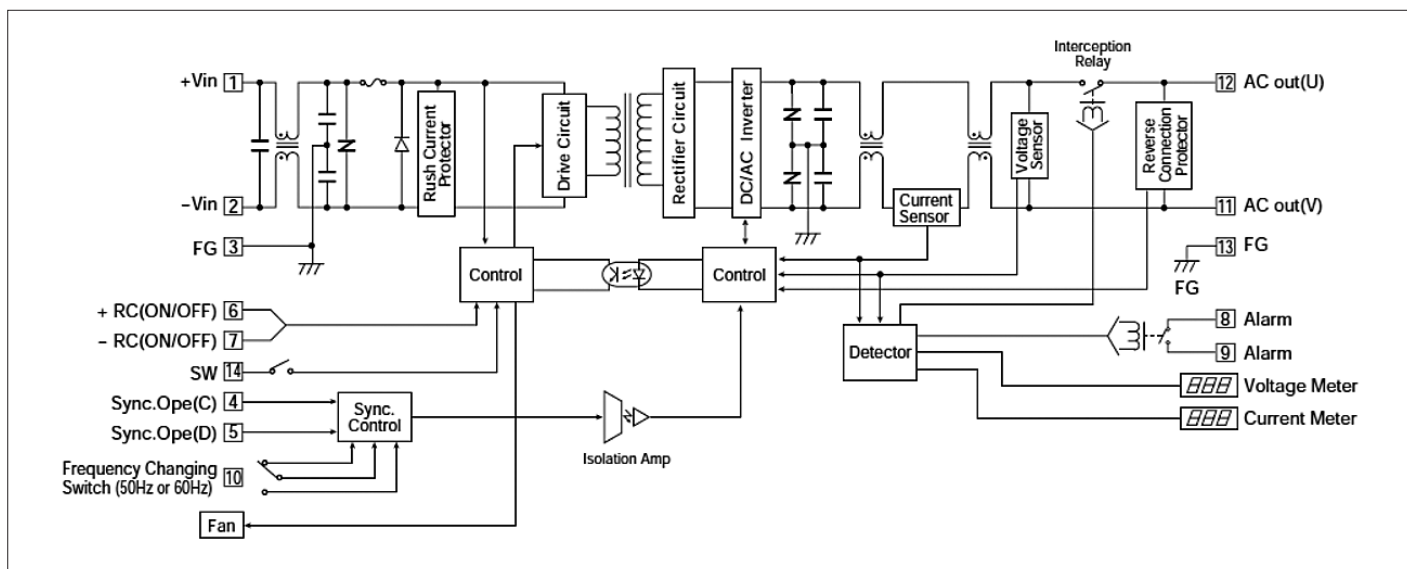 Interception
Relay
+Vin 1
12 AC out(U)
Rush Current
Protector
Drive Circuit
Rectifier Circuit
DC/AC Inverter
Voltage
Sensor
Reverse
Connection
Protector
−Vin 2
Current
Sensor
11 AC out(V)
FG 3
13 FG
FG
Control
Control
+ RC(ON/OFF) 6
− RC(ON/OFF) 7
8 Alarm
9 Alarm
Detector
SW 14
Voltage Meter
Sync.Ope(C) 4
Sync.Ope(D) 5
Sync.
Control
Current Meter
Isolation Amp
Frequency Changing
Switch (50Hz or 60Hz) 10
Fan